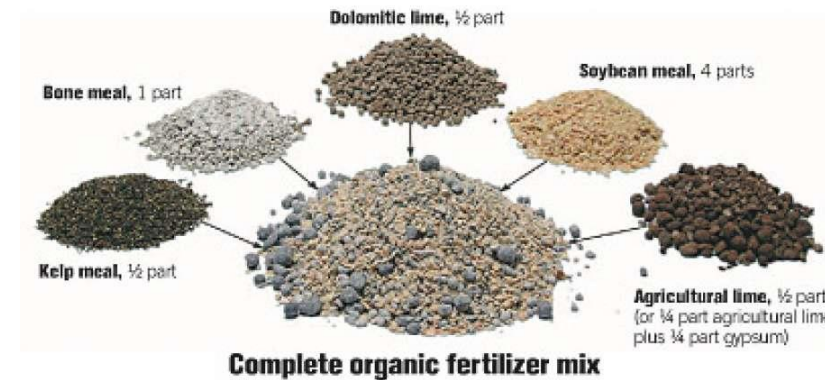 Dolomitic lime, ½ part
Bone meal, 1 part
Soybean meal, 4 parts
Kelp meal, ½ part
Agricultural lime, ½ part
(or ¼ part agricultural lime
plus ¼ part gypsum)
Complete organic fertilizer mix